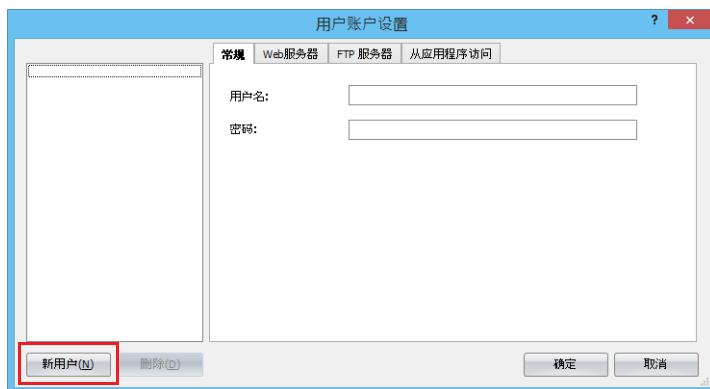 用户账户设置
?
×
常规 Web服务器 FTP 服务器 从应用程序访问
用户名:
密码:
新用户(N) 删除(D) 确定 取消